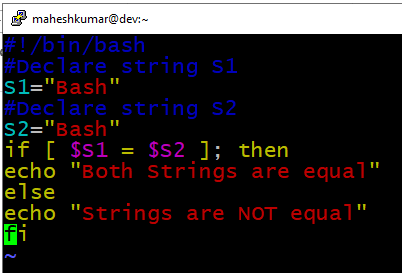 maheshkumar@dev:~
#!/bin/bash
#Declare string S1
S1="Bash"
#Declare string S2
S2="Bash"
if [ $S1 = $S2 ]; then
echo "Both Strings are equal"
else
echo "Strings are NOT equal"
fi
~